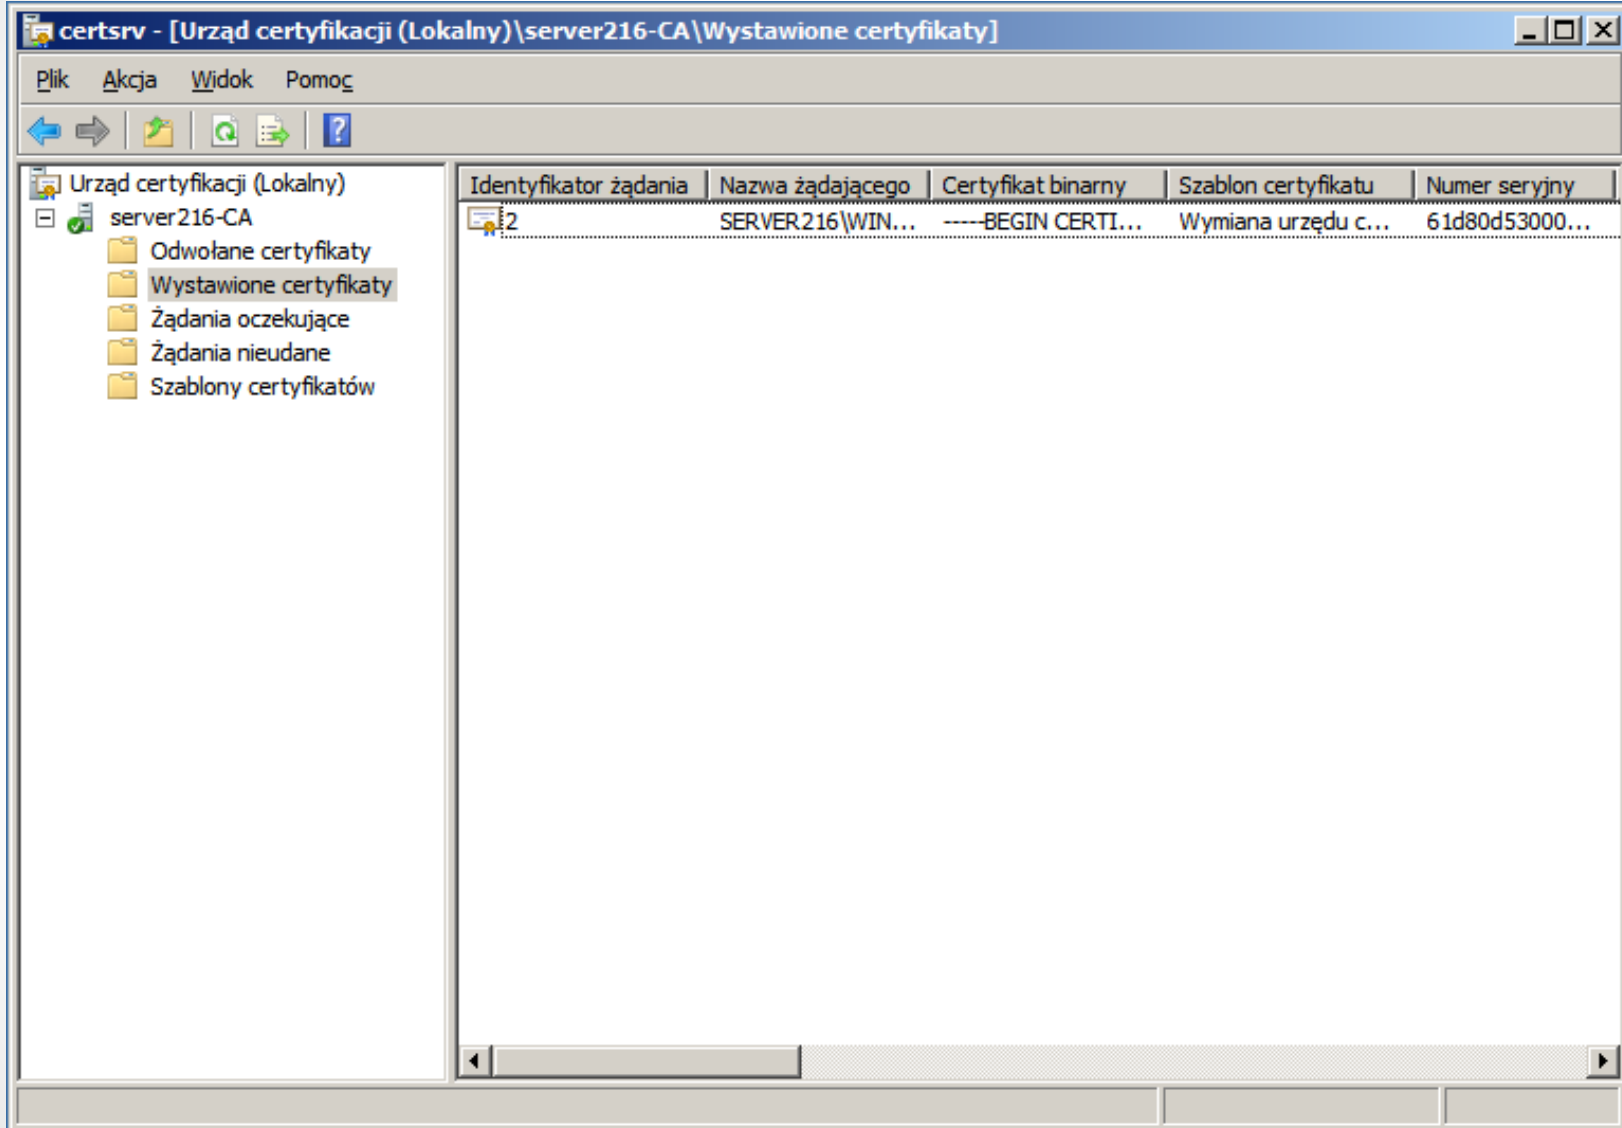 certsrv - [Urząd certyfikacji (Lokalny)\server216-CA\Wystawione certyfikaty]
Plik Akcja Widok Pomoc
Urząd certyfikacji (Lokalny)
server216-CA
Odwołane certyfikaty
Wystawione certyfikaty
Żądania oczekujące
Żądania nieudane
Szablony certyfikatów
Identyfikator żądania Nazwa żądającego Certyfikat binarny Szablon certyfikatu Numer seryjny
2 SERVER216\WIN... -----BEGIN CERTI... Wymiana urzędu c... 61d80d53000...